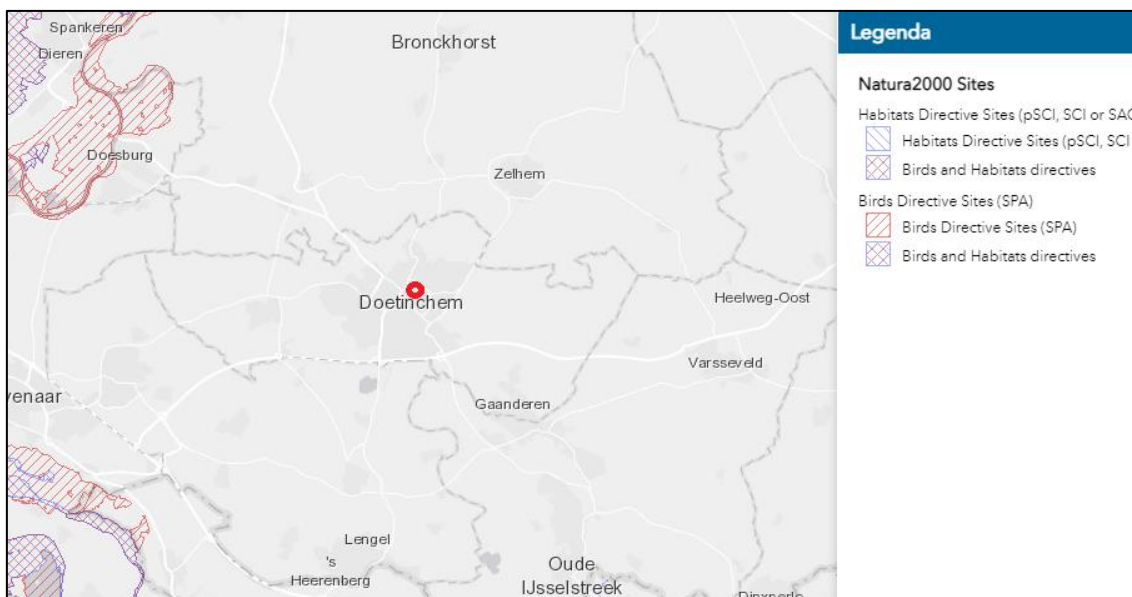 Spankeren
Dieren
Bronckhorst
Doesburg
Zelhem
Doetinchem
Heelweg-Oost
Varsseveld
venaar
Gaanderen
Lengel
's
Heerenberg
Oude
IJsselstreek
Dinxperlo
Legenda
Natura2000 Sites
Habitats Directive Sites (pSCI, SCI or SAC
Habitats Directive Sites (pSCI, SCI
Birds and Habitats directives
Birds Directive Sites (SPA)
Birds Directive Sites (SPA)
Birds and Habitats directives